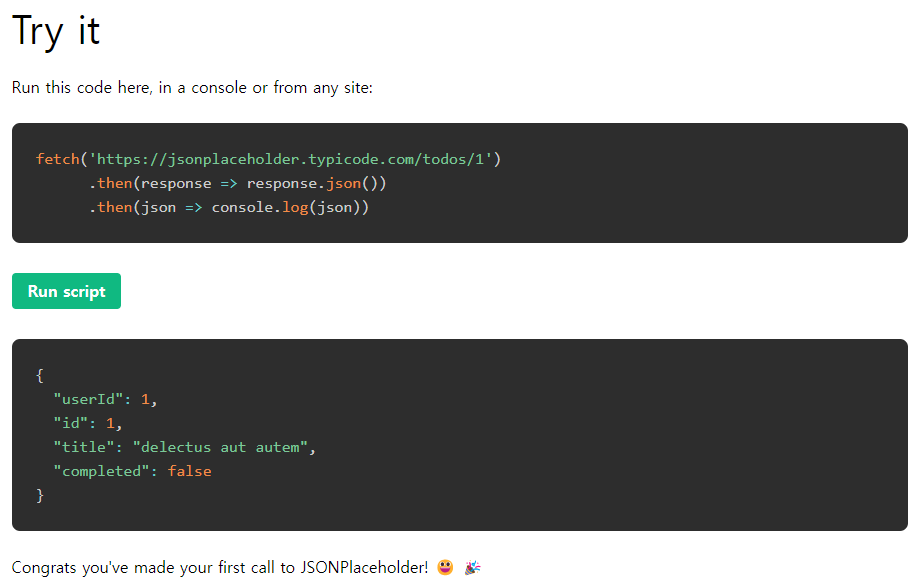 Try it
Run this code here, in a console or from any site:
fetch('https://jsonplaceholder.typicode.com/todos/1')
      .then(response => response.json())
      .then(json => console.log(json))
Run script
{
  "userId": 1,
  "id": 1,
  "title": "delectus aut autem",
  "completed": false
}
Congrats you've made your first call to JSONPlaceholder! 😃 🎉